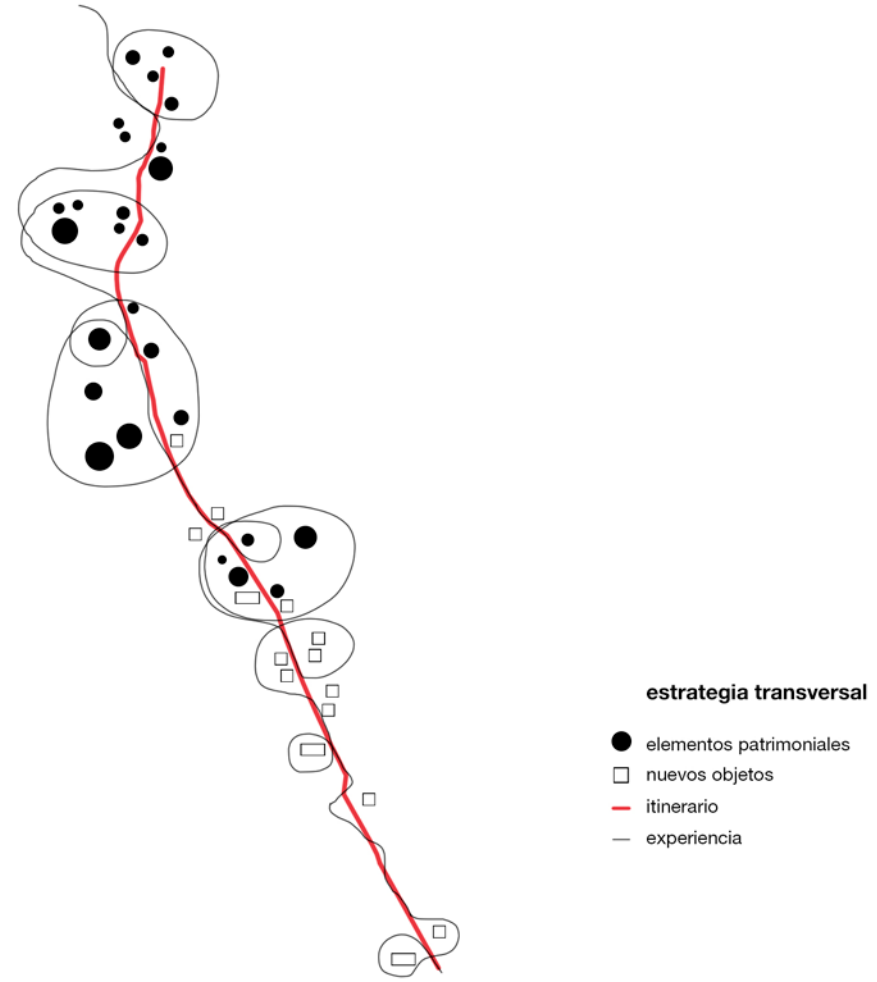 estrategia transversal
elementos patrimoniales
nuevos objetos
itinerario
experiencia